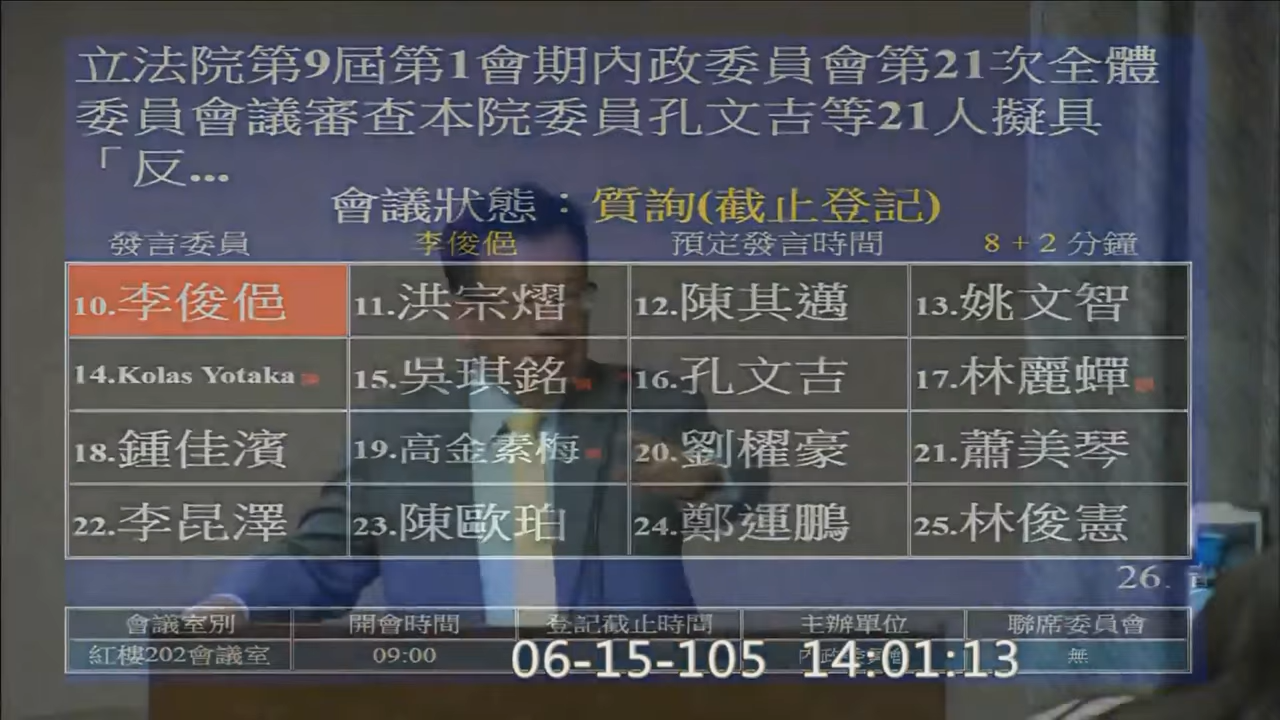 立法院第9屆第1會期內政委員會第21次全體
委員會議審查本院委員孔文吉等21人擬具
「反...
會議狀態：質詢(截止登記)
發言委員 李俊俋 預定發言時間 8 + 2 分鐘
10.李俊俋 11.洪宗熠 12.陳其邁 13.姚文智
14.Kolas Yotaka 15.吳琪銘 16.孔文吉 17.林麗蟬
18.鍾佳濱 19.高金素梅 20.劉櫂豪 21.蕭美琴
22.李昆澤 23.陳歐珀 24.鄭運鵬 25.林俊憲
26.
會議室別 開會時間 登記截止時間 主辦單位 聯席委員會
紅樓202會議室 09:00 無
06-15-105 14:01:13